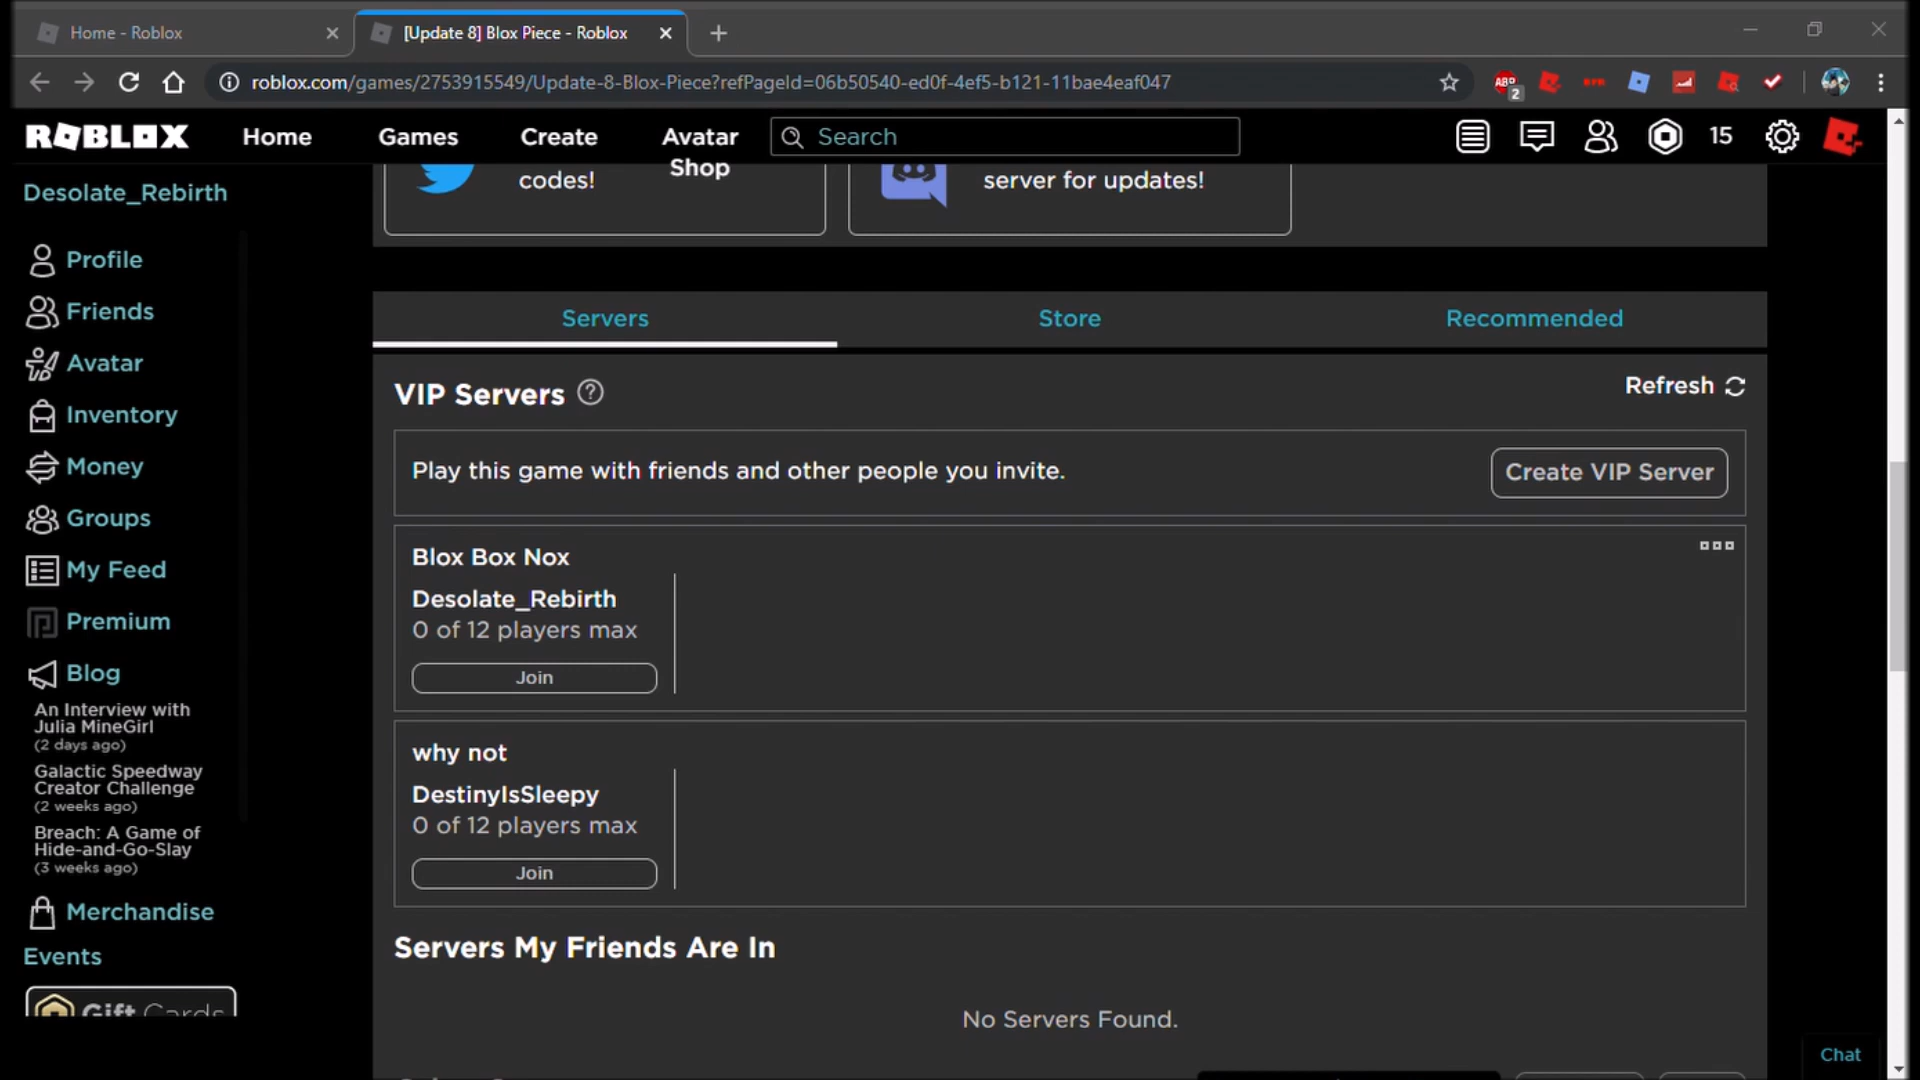 Home - Roblox
[Update 8] Blox Piece - Roblox
roblox.com/games/2753915549/Update-8-Blox-Piece?refPageId=06b50540-ed0f-4ef5-b121-11bae4eaf047
ABP
2
ROBLOX
Home
Games
Create
Avatar
Shop
Search
15
Desolate_Rebirth
codes!
server for updates!
Profile
Friends
Avatar
Inventory
Money
Groups
My Feed
Premium
Blog
An Interview with
Julia MineGirl
(2 days ago)
Galactic Speedway
Creator Challenge
(2 weeks ago)
Breach: A Game of
Hide-and-Go-Slay
(3 weeks ago)
Merchandise
Events
Gift Cards
Servers
Store
Recommended
VIP Servers
Refresh
Play this game with friends and other people you invite.
Create VIP Server
Blox Box Nox
Desolate_Rebirth
0 of 12 players max
Join
why not
DestinyIsSleepy
0 of 12 players max
Join
Servers My Friends Are In
No Servers Found.
Chat